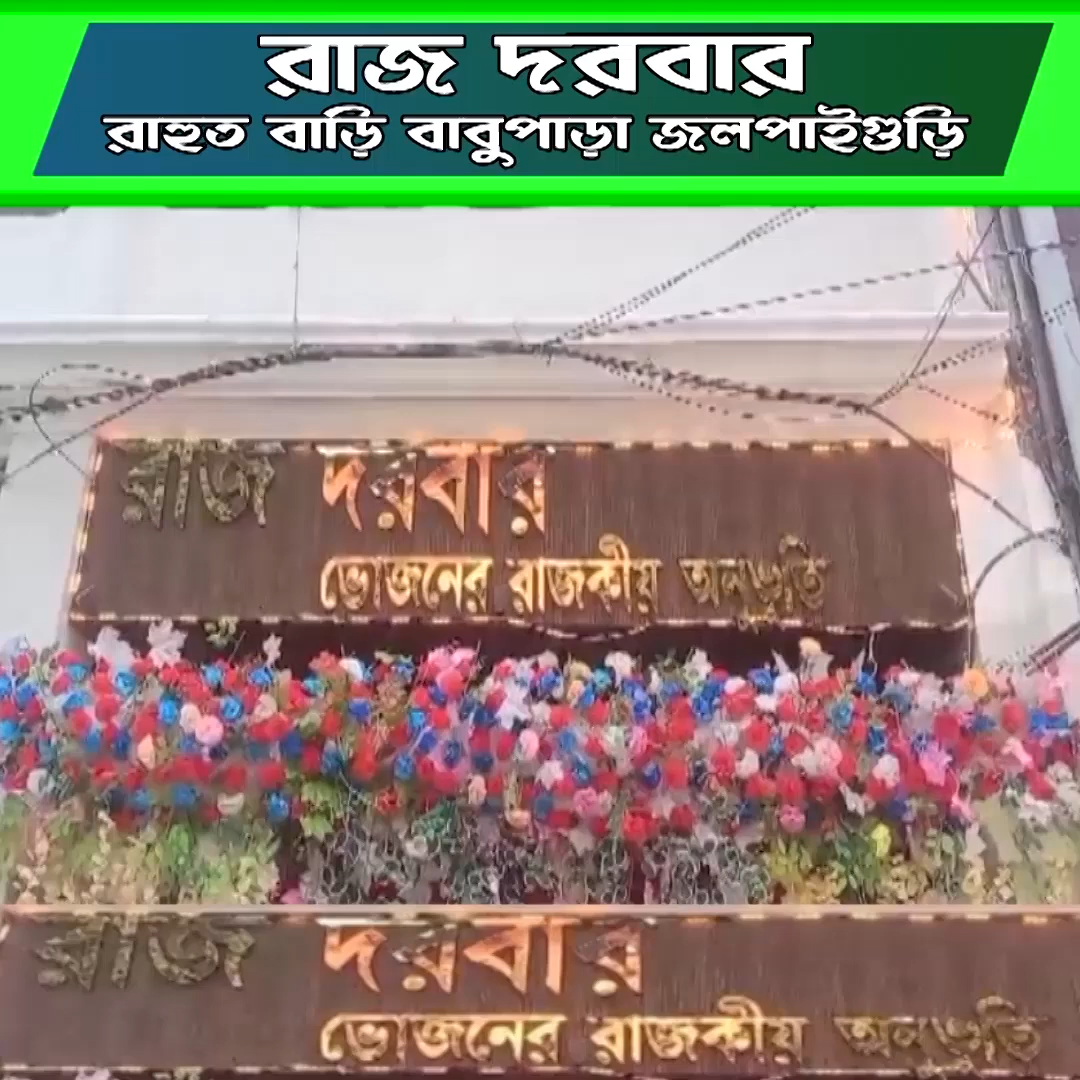 রাজ দরবার
রাহুত বাড়ি বাবুপাড়া জলপাইগুড়ি
রাজ দরবার
ভোজনের রাজকীয় অনুভূতি
রাজ দরবার
ভোজনের রাজকীয় অনুভূতি